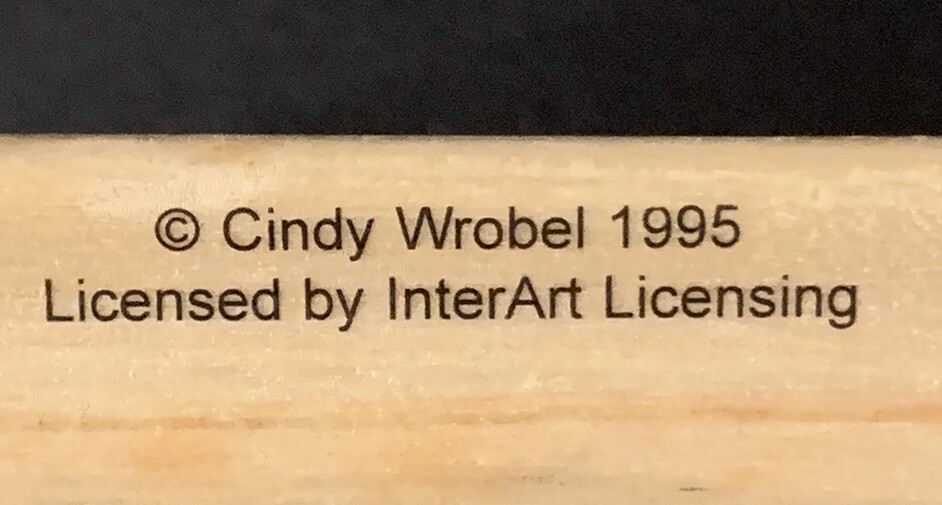 © Cindy Wrobel 1995
Licensed by InterArt Licensing